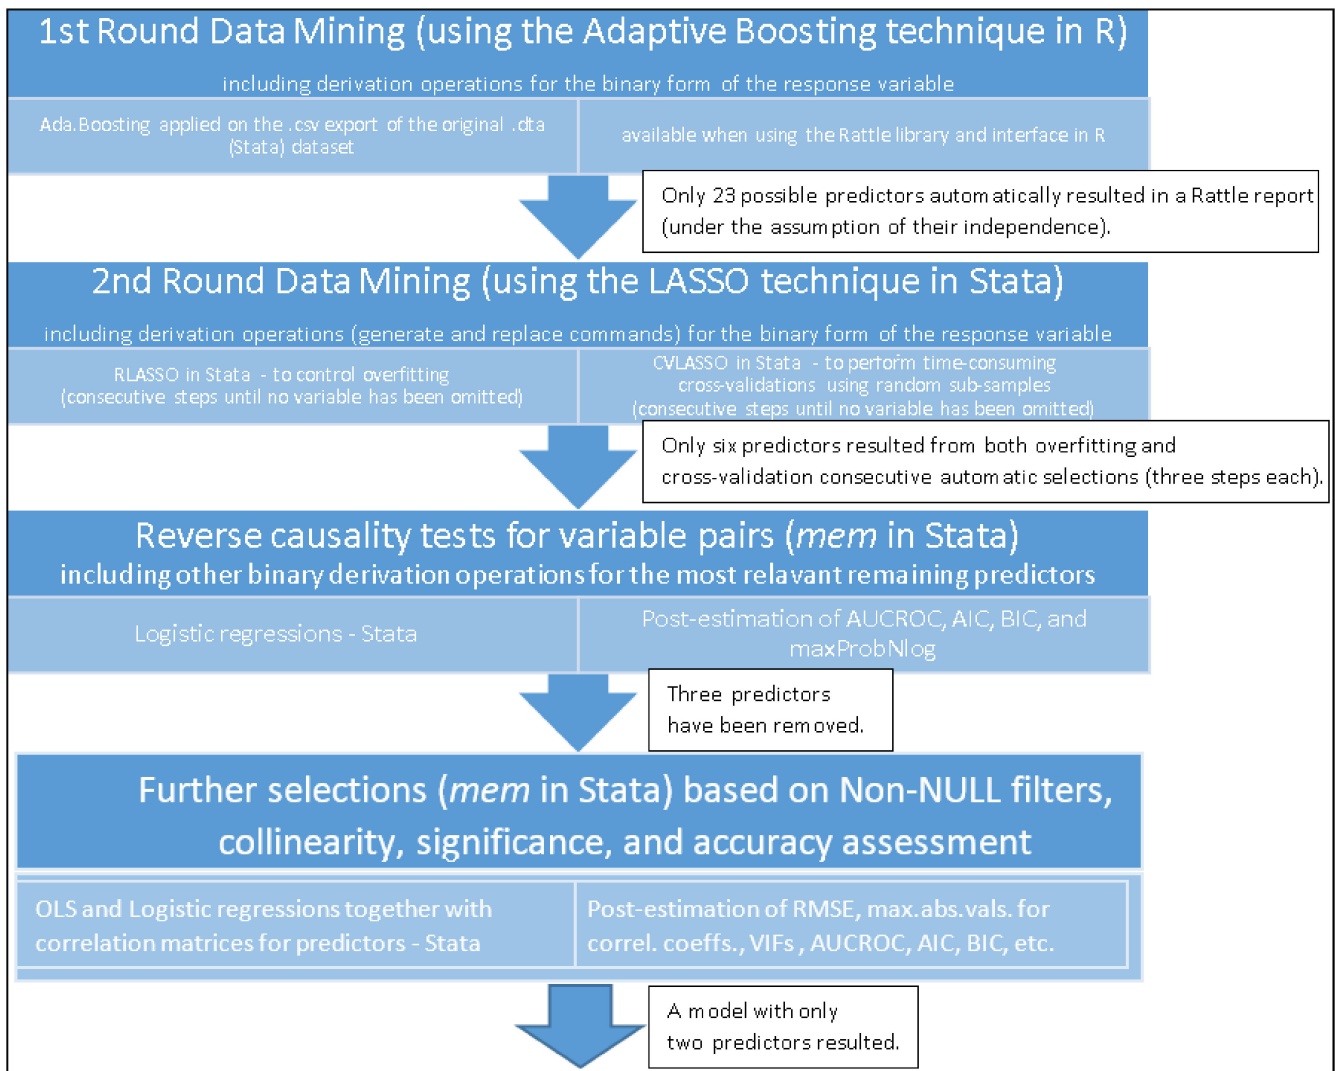 1st Round Data Mining (using the Adaptive Boosting technique in R)
including derivation operations for the binary form of the response variable
Ada.Boosting applied on the .csv export of the original .dta
(Stata) dataset
available when using the Rattle library and interface in R
Only 23 possible predictors automatically resulted in a Rattle report
(under the assumption of their independence).
2nd Round Data Mining (using the LASSO technique in Stata)
including derivation operations (generate and replace commands) for the binary form of the response variable
RLASSO in Stata - to control overfitting
(consecutive steps until no variable has been omitted)
CVLASSO in Stata - to perform time-consuming
cross-validations using random sub-samples
(consecutive steps until no variable has been omitted)
Only six predictors resulted from both overfitting and
cross-validation consecutive automatic selections (three steps each).
Reverse causality tests for variable pairs (mem in Stata)
including other binary derivation operations for the most relavant remaining predictors
Logistic regressions - Stata
Post-estimation of AUCROC, AIC, BIC, and
maxProbNlog
Three predictors
have been removed.
Further selections (mem in Stata) based on Non-NULL filters,
collinearity, significance, and accuracy assessment
OLS and Logistic regressions together with
correlation matrices for predictors - Stata
Post-estimation of RMSE, max.abs.vals. for
correl. coeffs., VIFs , AUCROC, AIC, BIC, etc.
A model with only
two predictors resulted.